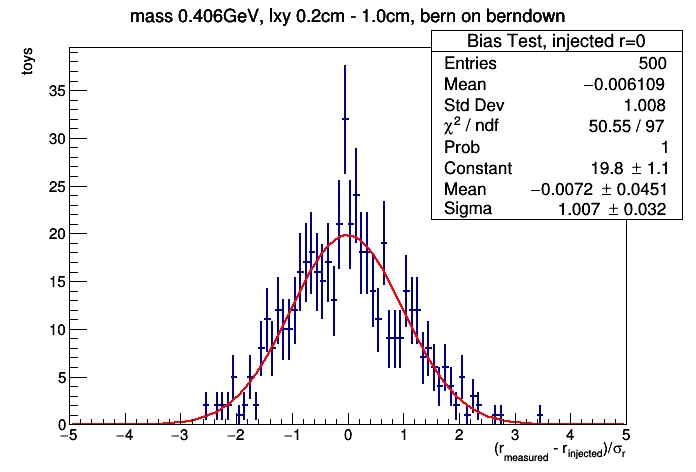 mass 0.406GeV, lxy 0.2cm - 1.0cm, bern on berndown
toys
Bias Test, injected r=0
Entries 500
Mean −0.006109
Std Dev 1.008
χ² / ndf 50.55 / 97
Prob 1
Constant 19.8 ± 1.1
Mean −0.0072 ± 0.0451
Sigma 1.007 ± 0.032
35
30
25
20
15
10
5
0
−5 −4 −3 −2 −1 0 1 2 3 4 5
(r_measured - r_injected)/σ_r